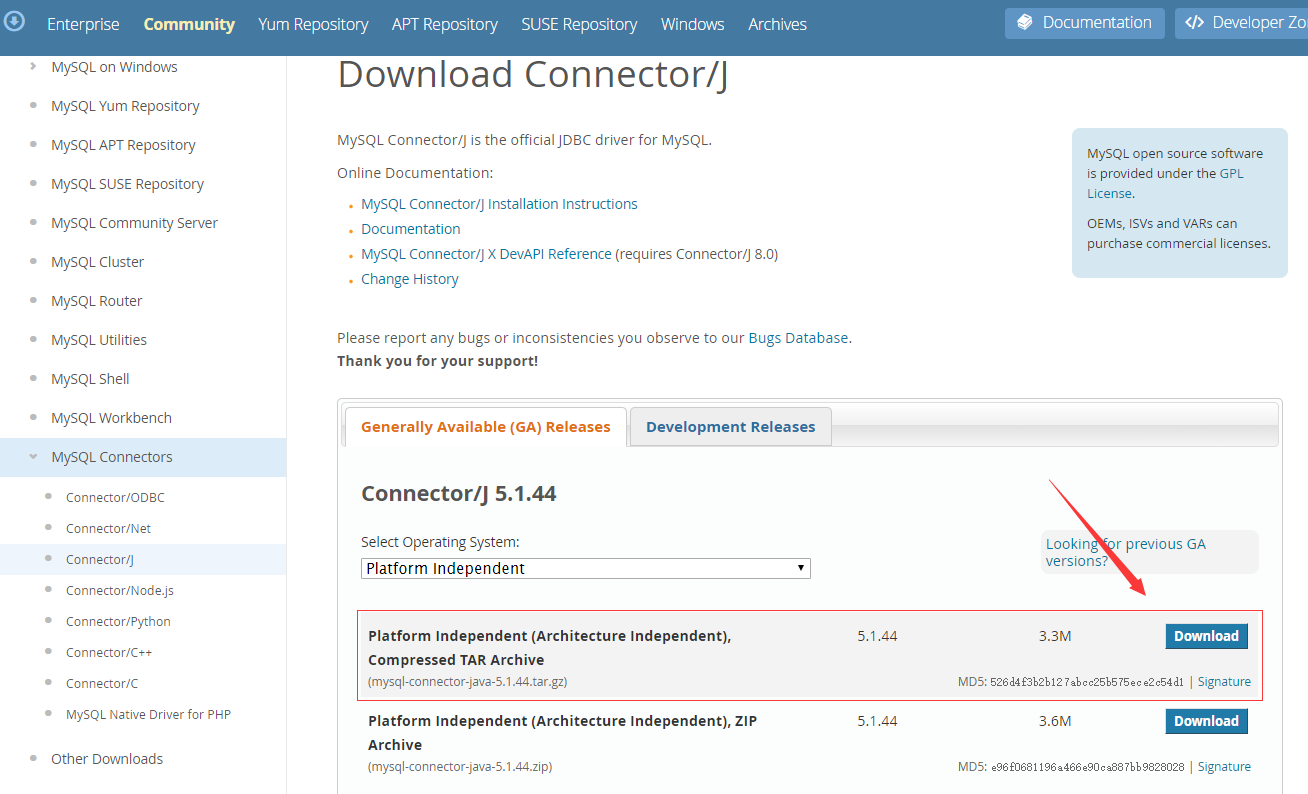 Enterprise Community Yum Repository APT Repository SUSE Repository Windows Archives Documentation </> Developer Zo
MySQL on Windows
MySQL Yum Repository
MySQL APT Repository
MySQL SUSE Repository
MySQL Community Server
MySQL Cluster
MySQL Router
MySQL Utilities
MySQL Shell
MySQL Workbench
MySQL Connectors
Connector/ODBC
Connector/Net
Connector/J
Connector/Node.js
Connector/Python
Connector/C++
Connector/C
MySQL Native Driver for PHP
Other Downloads
Download Connector/J
MySQL Connector/J is the official JDBC driver for MySQL.
Online Documentation:
MySQL Connector/J Installation Instructions
Documentation
MySQL Connector/J X DevAPI Reference (requires Connector/J 8.0)
Change History
Please report any bugs or inconsistencies you observe to our Bugs Database.
Thank you for your support!
MySQL open source software
is provided under the GPL
License.
OEMs, ISVs and VARs can
purchase commercial licenses.
Generally Available (GA) Releases Development Releases
Connector/J 5.1.44
Select Operating System:
Platform Independent
Looking for previous GA
versions?
Platform Independent (Architecture Independent), 5.1.44 3.3M Download
Compressed TAR Archive
(mysql-connector-java-5.1.44.tar.gz) MD5: 526d4f3b2b127abcc25b575ece2c54d1 | Signature
Platform Independent (Architecture Independent), ZIP 5.1.44 3.6M Download
Archive
(mysql-connector-java-5.1.44.zip) MD5: e96f0681196a466e90ca887bb9828028 | Signature